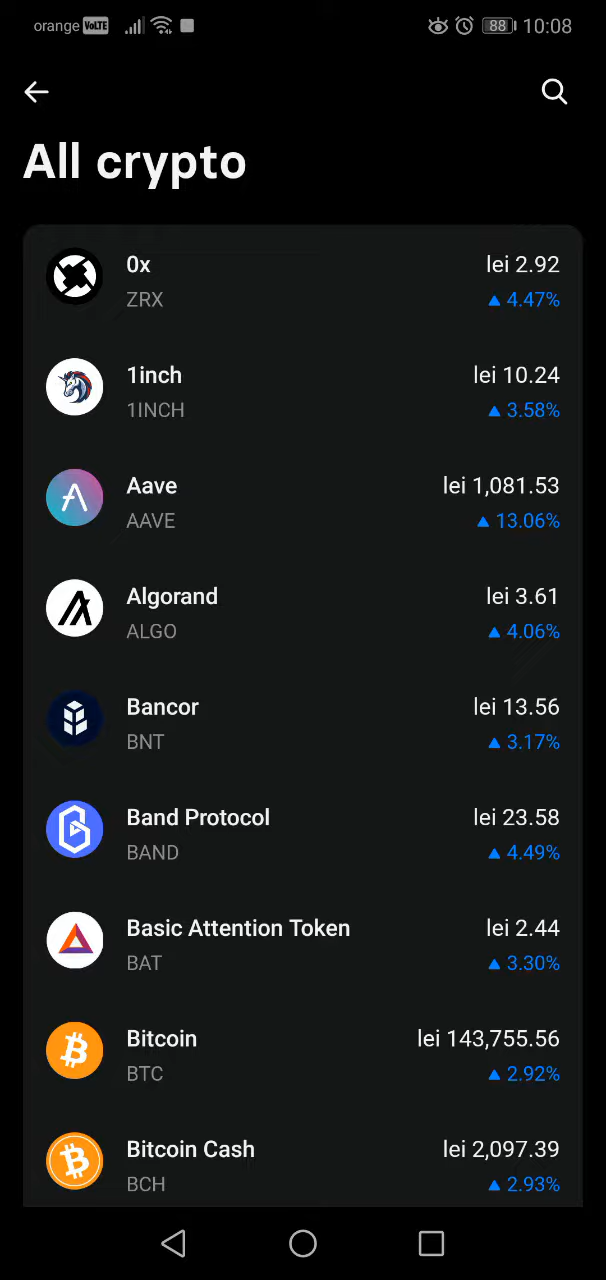 orange VoLTE 88 10:08
All crypto
0x lei 2.92
ZRX ▲ 4.47%
1inch lei 10.24
1INCH ▲ 3.58%
Aave lei 1,081.53
AAVE ▲ 13.06%
Algorand lei 3.61
ALGO ▲ 4.06%
Bancor lei 13.56
BNT ▲ 3.17%
Band Protocol lei 23.58
BAND ▲ 4.49%
Basic Attention Token lei 2.44
BAT ▲ 3.30%
Bitcoin lei 143,755.56
BTC ▲ 2.92%
Bitcoin Cash lei 2,097.39
BCH ▲ 2.93%